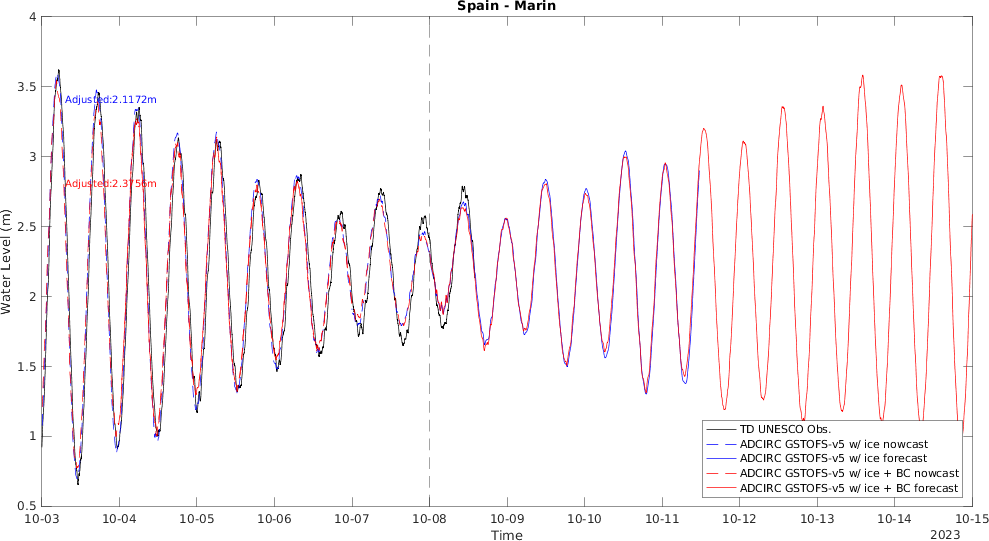 Spain - Marin
4
3.5
3
2.5
2
1.5
1
0.5
Water Level (m)
Adjusted:2.1172m
Adjusted:2.3756m
TD UNESCO Obs.
ADCIRC GSTOFS-v5 w/ ice nowcast
ADCIRC GSTOFS-v5 w/ ice forecast
ADCIRC GSTOFS-v5 w/ ice + BC nowcast
ADCIRC GSTOFS-v5 w/ ice + BC forecast
10-03 10-04 10-05 10-06 10-07 10-08 10-09 10-10 10-11 10-12 10-13 10-14 10-15
Time
2023